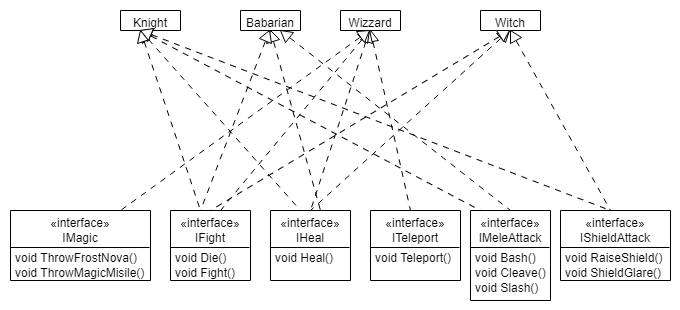 Knight
Babarian
Wizzard
Witch
«interface»
IMagic
void ThrowFrostNova()
void ThrowMagicMisile()
«interface»
IFight
void Die()
void Fight()
«interface»
IHeal
void Heal()
«interface»
ITeleport
void Teleport()
«interface»
IMeleAttack
void Bash()
void Cleave()
void Slash()
«interface»
IShieldAttack
void RaiseShield()
void ShieldGlare()